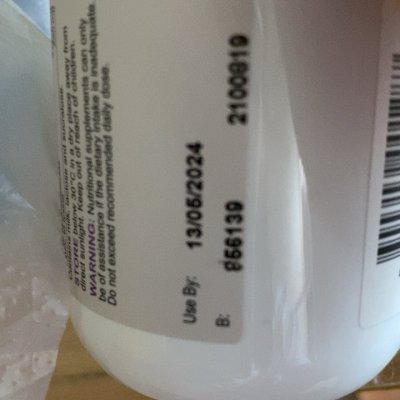 STORE below 30°C in a dry place away from
direct sunlight. Keep out of reach of children.
WARNING: Nutritional supplements can only
be of assistance if the dietary intake is inadequate.
Do not exceed recommended daily dose.
Use By: 13/05/2024
B: 856139 2100919